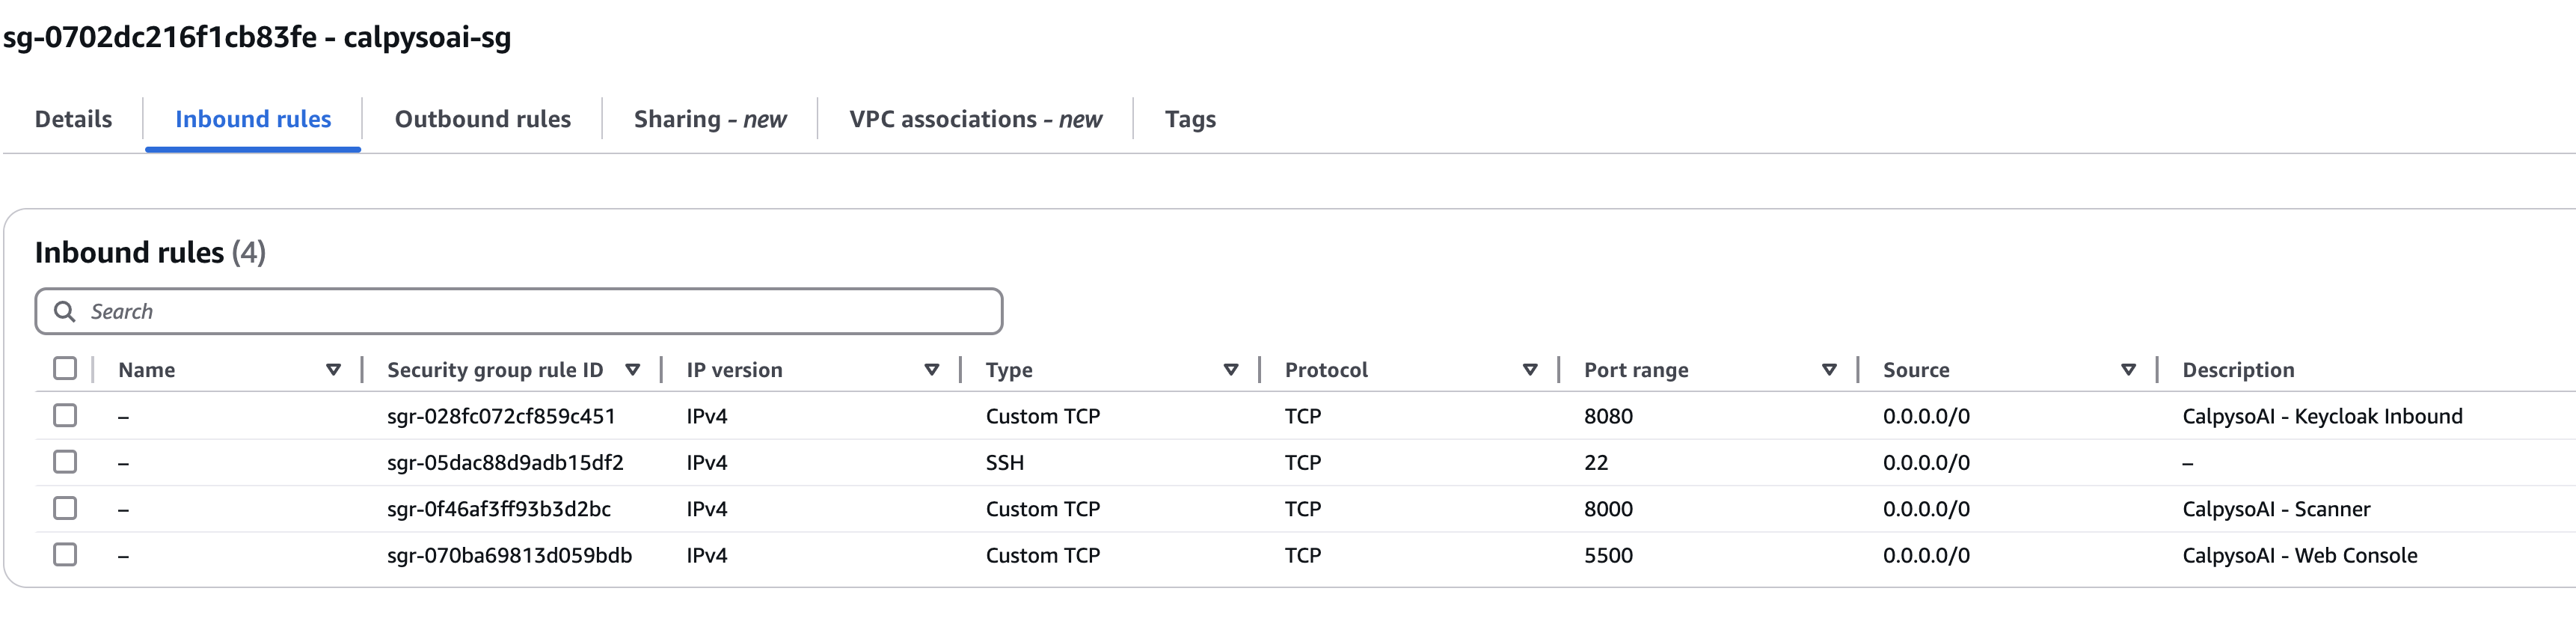 sg-0702dc216f1cb83fe - calpysoai-sg
Details Inbound rules Outbound rules Sharing - new VPC associations - new Tags
Inbound rules (4)
Search
Name Security group rule ID IP version Type Protocol Port range Source Description
– sgr-028fc072cf859c451 IPv4 Custom TCP TCP 8080 0.0.0.0/0 CalpysoAI - Keycloak Inbound
– sgr-05dac88d9adb15df2 IPv4 SSH TCP 22 0.0.0.0/0 –
– sgr-0f46af3ff93b3d2bc IPv4 Custom TCP TCP 8000 0.0.0.0/0 CalpysoAI - Scanner
– sgr-070ba69813d059bdb IPv4 Custom TCP TCP 5500 0.0.0.0/0 CalpysoAI - Web Console